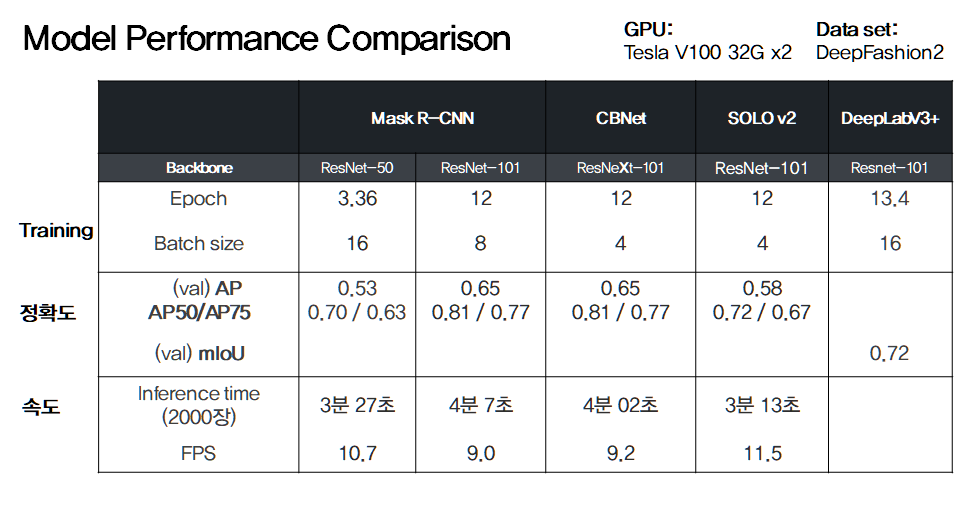 Model Performance Comparison
GPU:
Tesla V100 32G x2
Data set:
DeepFashion2
Mask R-CNN CBNet SOLO v2 DeepLabV3+
Backbone ResNet-50 ResNet-101 ResNeXt-101 ResNet-101 Resnet-101
Training
Epoch 3.36 12 12 12 13.4
Batch size 16 8 4 4 16
정확도
(val) AP 0.53 0.65 0.65 0.58
AP50/AP75 0.70 / 0.63 0.81 / 0.77 0.81 / 0.77 0.72 / 0.67
(val) mIoU 0.72
속도
Inference time
(2000장) 3분 27초 4분 7초 4분 02초 3분 13초
FPS 10.7 9.0 9.2 11.5